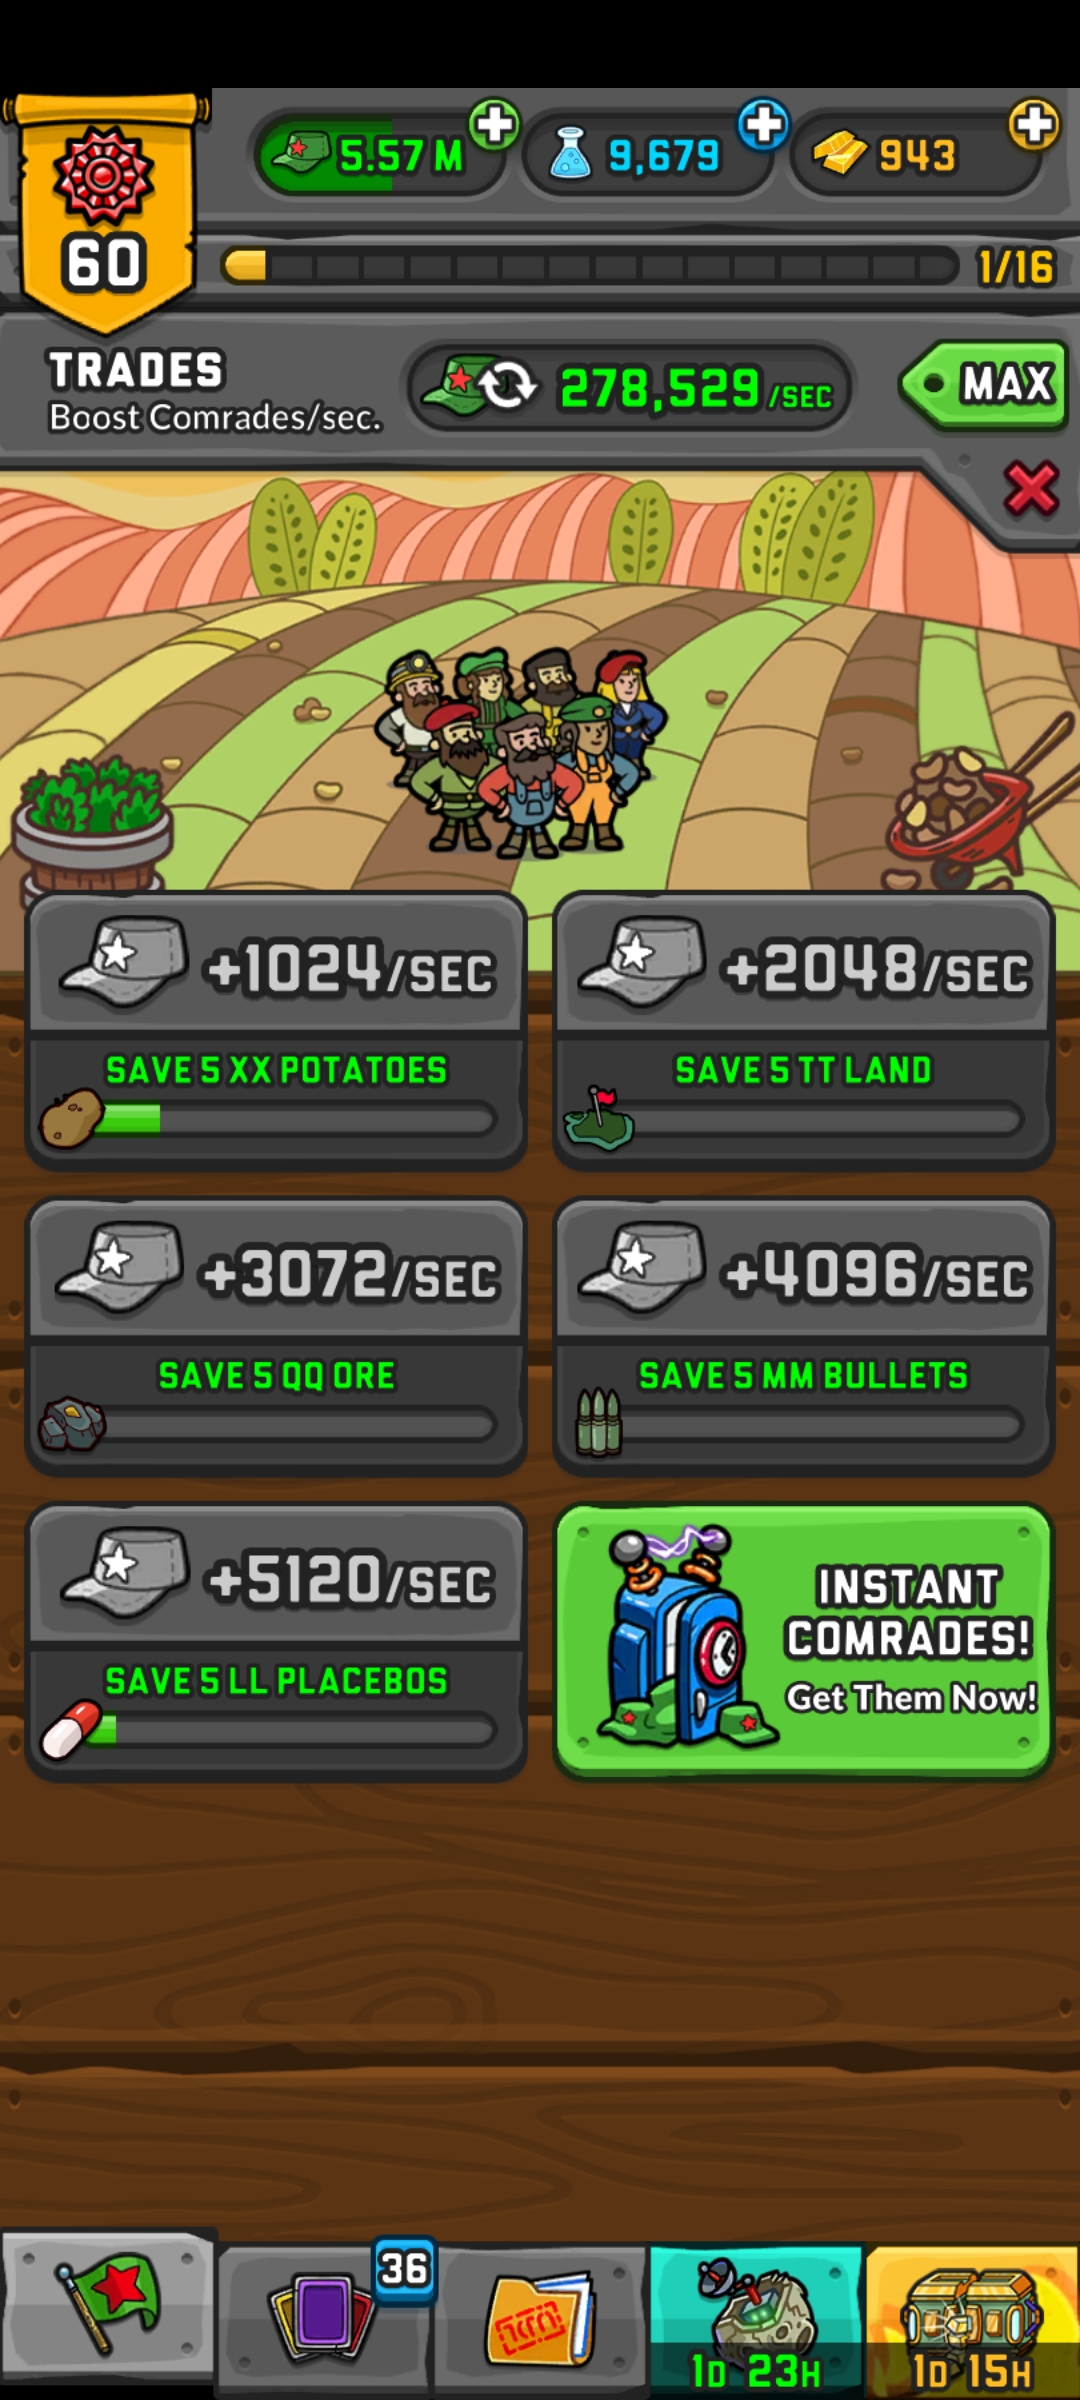 5.57 M
9,679
943
60
1/16
TRADES
Boost Comrades/sec.
278,529/SEC
MAX
+1024/SEC
SAVE 5 XX POTATOES
+2048/SEC
SAVE 5 TT LAND
+3072/SEC
SAVE 5 QQ ORE
+4096/SEC
SAVE 5 MM BULLETS
+5120/SEC
SAVE 5 LL PLACEBOS
INSTANT
COMRADES!
Get Them Now!
36
1D 23H
1D 15H